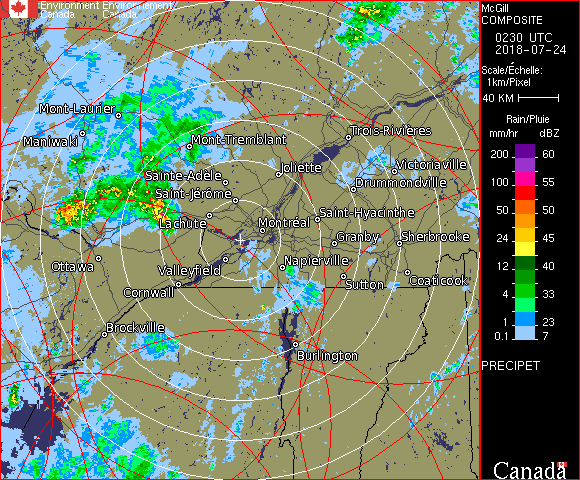 Environment Environnement
Canada Canada
Mont-Laurier
Maniwaki
Mont-Tremblant
Trois-Rivières
Joliette
Victoriaville
Sainte-Adèle
Drummondville
Saint-Jérôme
Lachute
Montréal
Saint-Hyacinthe
Granby
Sherbrooke
Ottawa
Valleyfield
Napierville
Cornwall
Sutton
Coaticook
Brockville
Burlington
McGill
COMPOSITE
0230 UTC
2018-07-24
Scale/Échelle:
1km/Pixel
40 KM
Rain/Pluie
mm/hr dBZ
200 60
150 55
100 55
50 50
24 45
12 40
4 33
1 23
0.1 7
PRECIPET
Canada